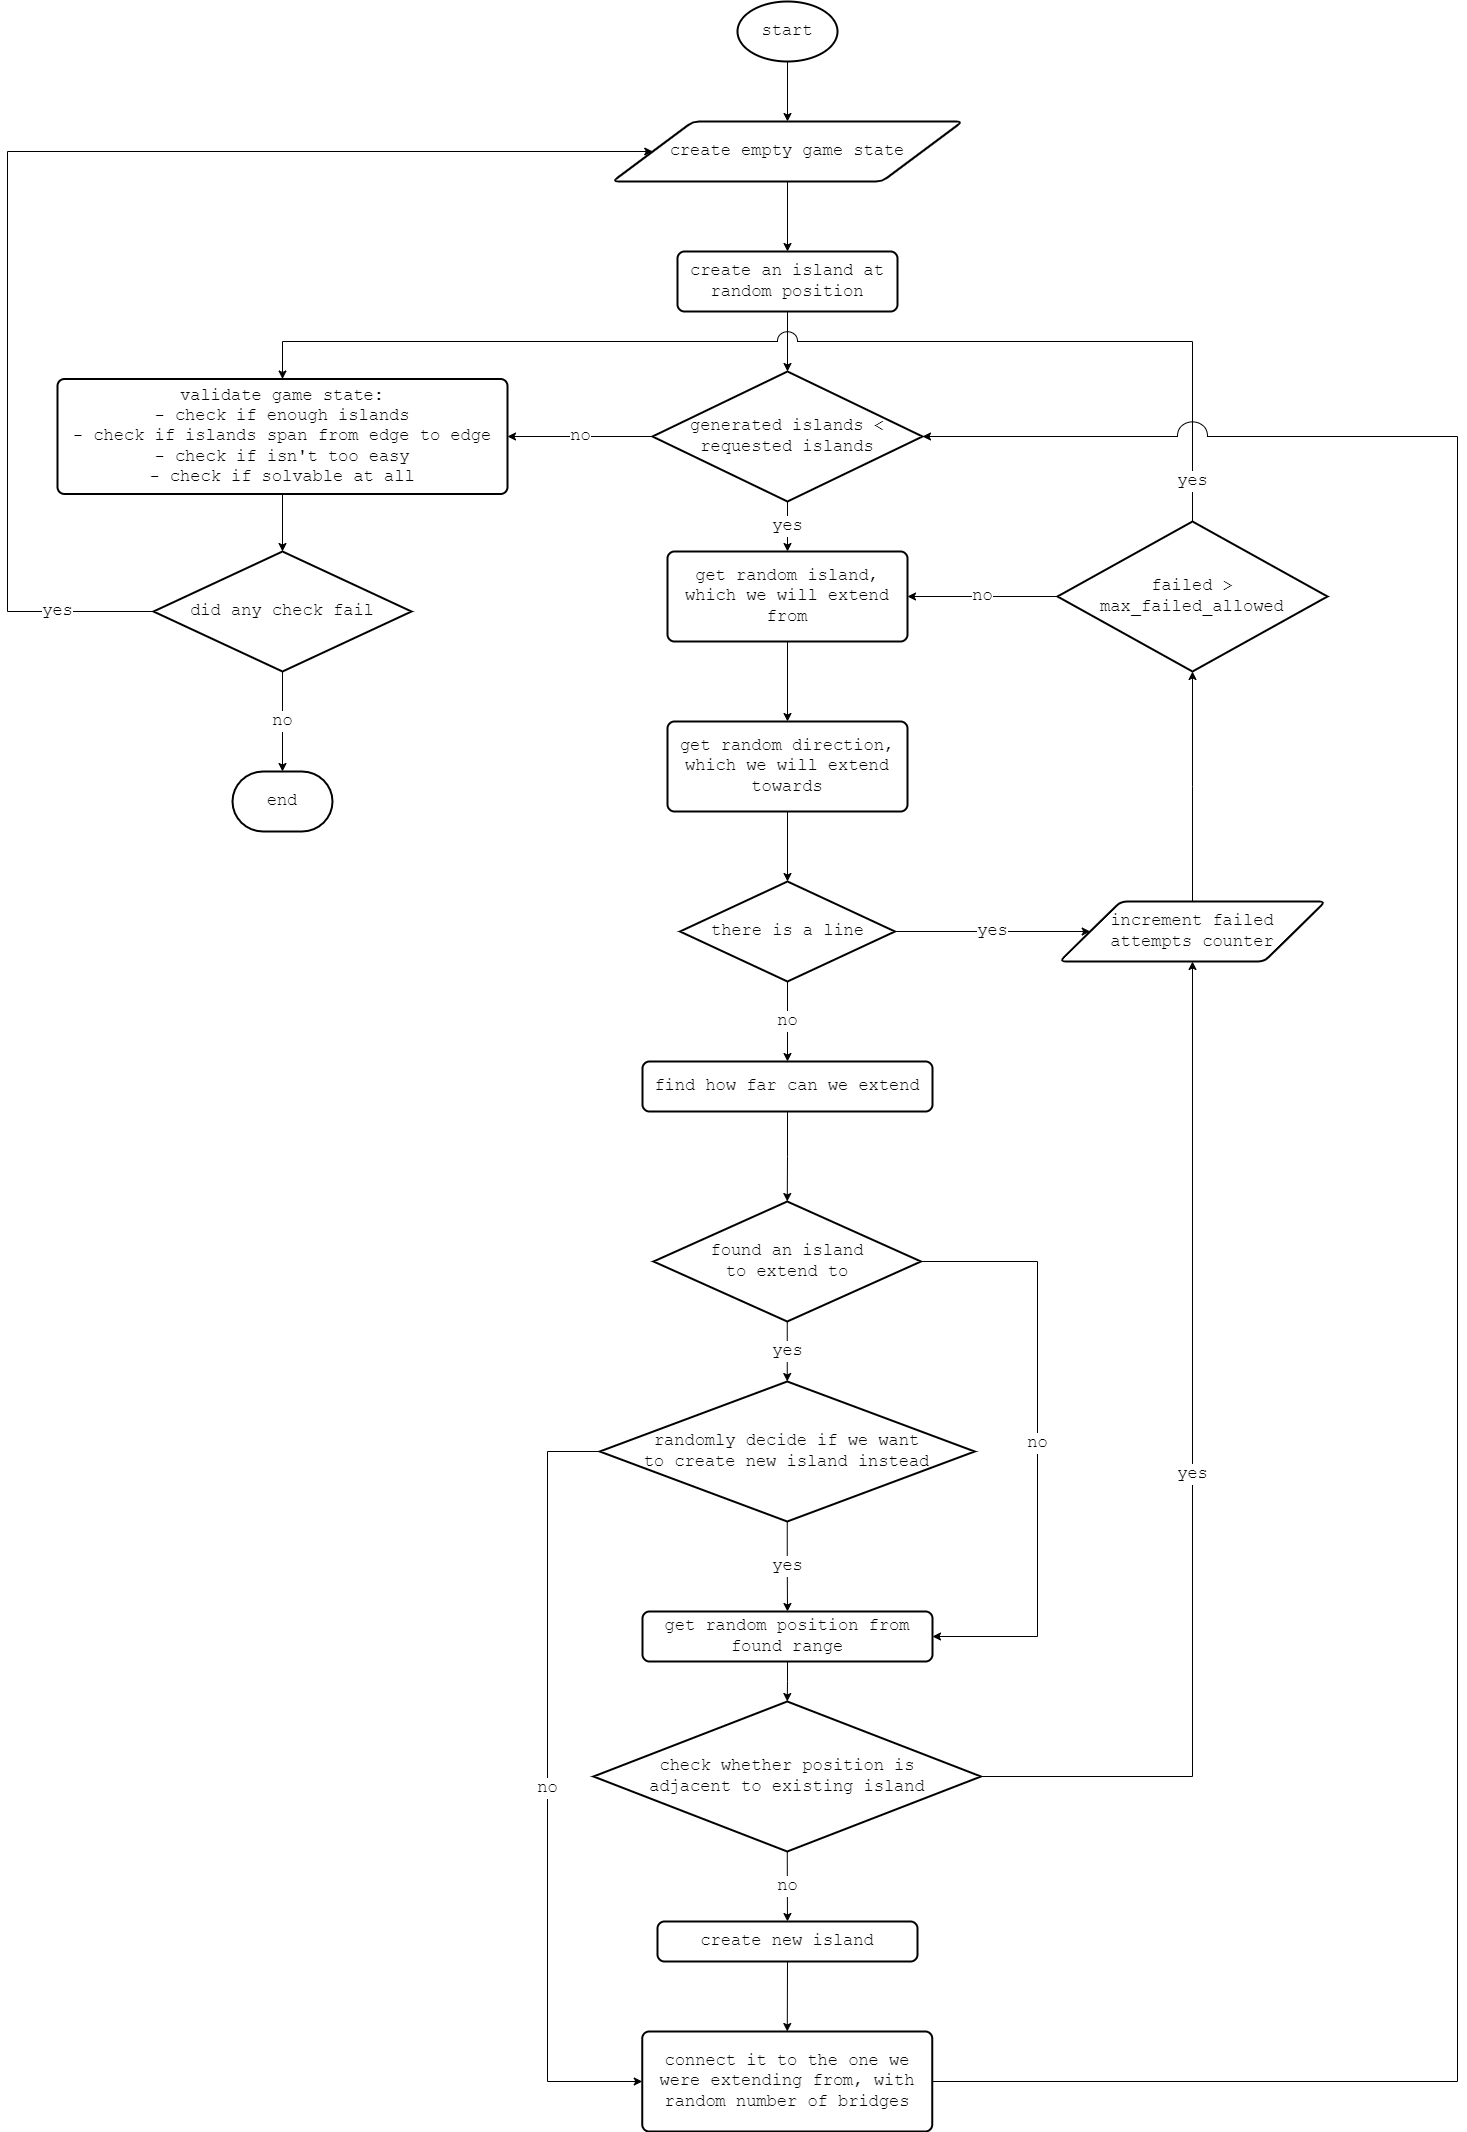 start
create empty game state
create an island at
random position
validate game state:
- check if enough islands
- check if islands span from edge to edge
- check if isn't too easy
- check if solvable at all
no
generated islands <
requested islands
yes
yes
get random island,
which we will extend
from
no
failed >
max_failed_allowed
yes
did any check fail
no
end
get random direction,
which we will extend
towards
there is a line
yes
increment failed
attempts counter
no
find how far can we extend
found an island
to extend to
yes
no
randomly decide if we want
to create new island instead
yes
yes
get random position from
found range
check whether position is
adjacent to existing island
no
no
create new island
connect it to the one we
were extending from, with
random number of bridges